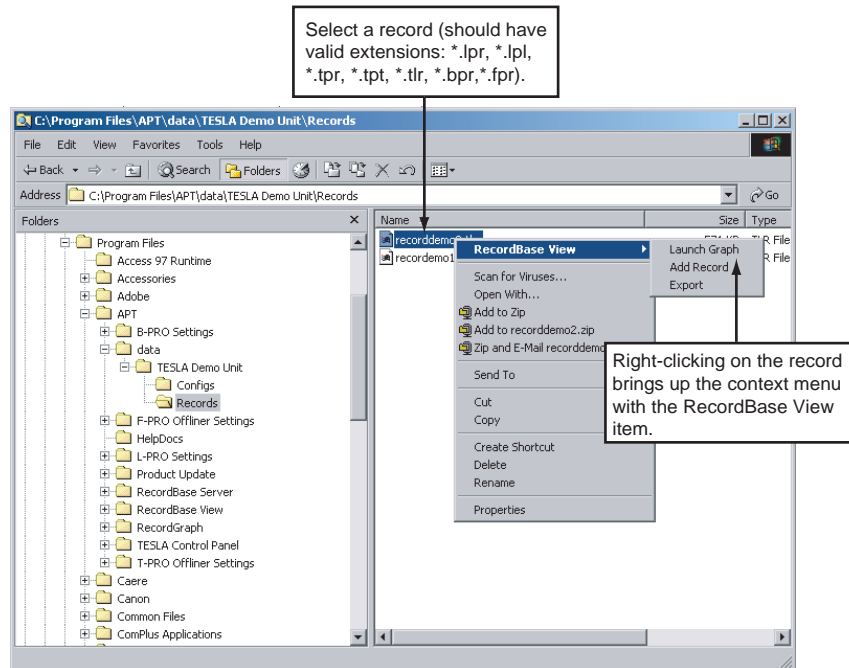 Select a record (should have
valid extensions: *.lpr, *.lpl,
*.tpr, *.tpt, *.tlr, *.bpr,*.fpr).
C:\Program Files\APT\data\TESLA Demo Unit\Records
File Edit View Favorites Tools Help
Back Search Folders
Address C:\Program Files\APT\data\TESLA Demo Unit\Records Go
Folders
Program Files
Access 97 Runtime
Accessories
Adobe
APT
B-PRO Settings
data
TESLA Demo Unit
Configs
Records
F-PRO Offliner Settings
HelpDocs
L-PRO Settings
Product Update
RecordBase Server
RecordBase View
RecordGraph
TESLA Control Panel
T-PRO Offliner Settings
Caere
Canon
Common Files
ComPlus Applications
Name Size Type
File
recordemo1 File
RecordBase View
Scan for Viruses...
Open With...
Add to Zip
Add to recorddemo2.zip
Zip and E-Mail recorddemo
Send To
Cut
Copy
Create Shortcut
Delete
Rename
Properties
Launch Graph
Add Record
Export
Right-clicking on the record
brings up the context menu
with the RecordBase View
item.